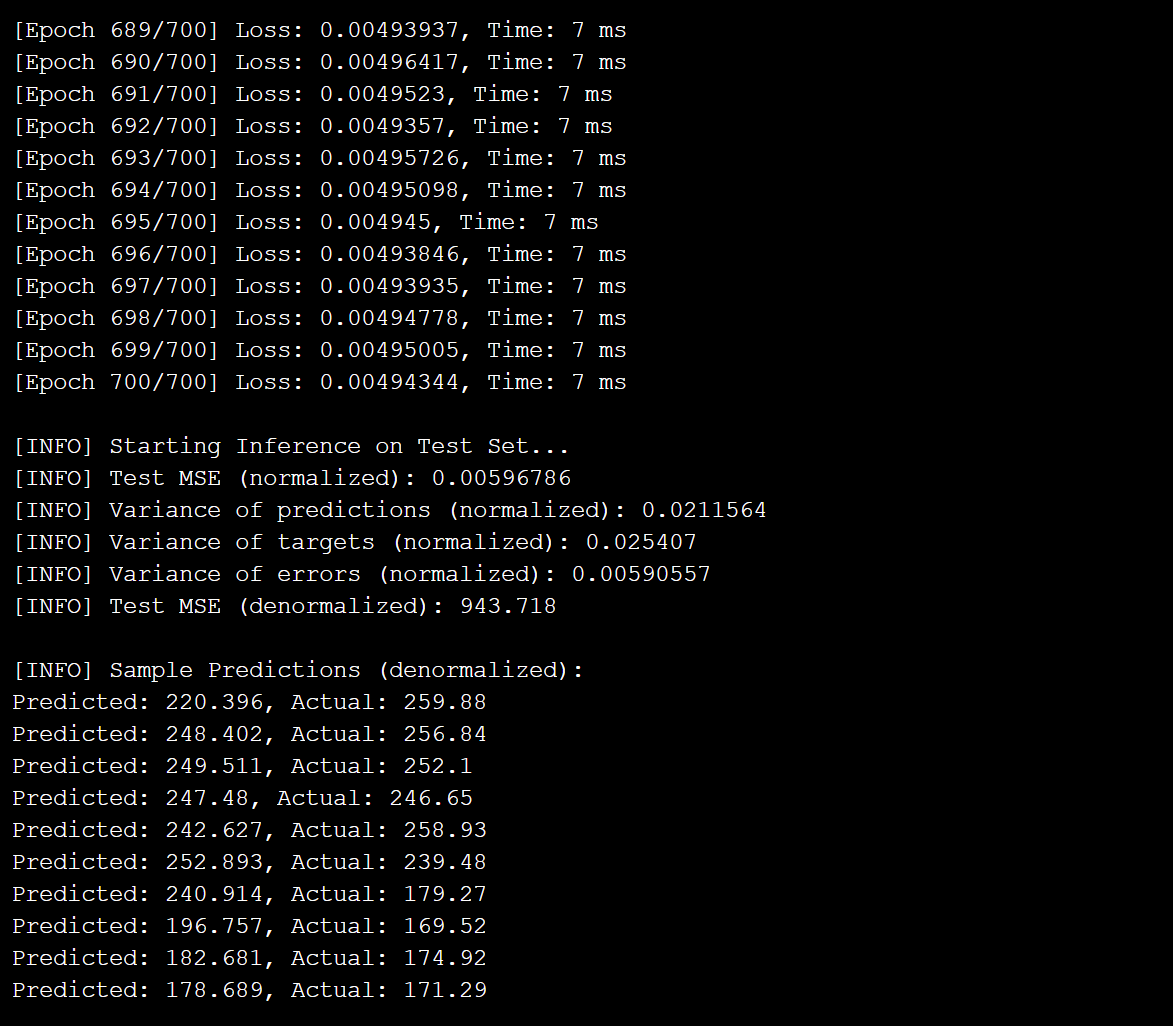 [Epoch 689/700] Loss: 0.00493937, Time: 7 ms
[Epoch 690/700] Loss: 0.00496417, Time: 7 ms
[Epoch 691/700] Loss: 0.0049523, Time: 7 ms
[Epoch 692/700] Loss: 0.0049357, Time: 7 ms
[Epoch 693/700] Loss: 0.00495726, Time: 7 ms
[Epoch 694/700] Loss: 0.00495098, Time: 7 ms
[Epoch 695/700] Loss: 0.004945, Time: 7 ms
[Epoch 696/700] Loss: 0.00493846, Time: 7 ms
[Epoch 697/700] Loss: 0.00493935, Time: 7 ms
[Epoch 698/700] Loss: 0.00494778, Time: 7 ms
[Epoch 699/700] Loss: 0.00495005, Time: 7 ms
[Epoch 700/700] Loss: 0.00494344, Time: 7 ms
[INFO] Starting Inference on Test Set...
[INFO] Test MSE (normalized): 0.00596786
[INFO] Variance of predictions (normalized): 0.0211564
[INFO] Variance of targets (normalized): 0.025407
[INFO] Variance of errors (normalized): 0.00590557
[INFO] Test MSE (denormalized): 943.718
[INFO] Sample Predictions (denormalized):
Predicted: 220.396, Actual: 259.88
Predicted: 248.402, Actual: 256.84
Predicted: 249.511, Actual: 252.1
Predicted: 247.48, Actual: 246.65
Predicted: 242.627, Actual: 258.93
Predicted: 252.893, Actual: 239.48
Predicted: 240.914, Actual: 179.27
Predicted: 196.757, Actual: 169.52
Predicted: 182.681, Actual: 174.92
Predicted: 178.689, Actual: 171.29